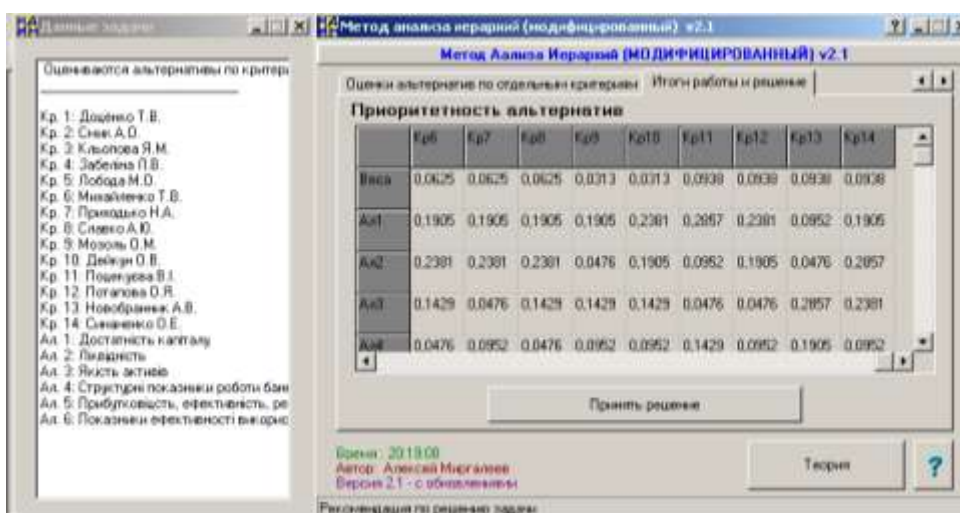 Данные задачи
Оцениваются альтернативы по критери
Кр. 1: Доценко Т.В.
Кр. 2: А.О.
Кр. 3: Кльопова Я.М.
Кр. 4: Забеліна П.В.
Кр. 5: Лобода М.О.
Кр. 6: Михайленко Т.В.
Кр. 7: Приходько Н.А.
Кр. 8: Славко А.Ю.
Кр. 9: Мозоль О.М.
Кр. 10: Дейкун О.В.
Кр. 11: В.І.
Кр. 12: Потапова О.Я.
Кр. 13: Новобранник А.В.
Кр. 14: О.Е.
Ал. 1: Достатність капіталу
Ал. 2: Ліквідність
Ал. 3: Якість активів
Ал. 4: Структурні показники роботи бан
Ал. 5: Прибутковість, ефективність, ре
Ал. 6: Показники ефективності використ
Метод анализа иерархий (модифицированный) v2.1
Метод Аализа Иерархий (МОДИФИЦИРОВАННЫЙ) v2.1
Оценки альтернатив по отдельным критериям Итоги работы и решение
Приоритетность альтернатив
Кр6 Кр7 Кр8 Кр9 Кр10 Кр11 Кр12 Кр13 Кр14
Веса 0,0625 0,0625 0,0625 0,0313 0,0313 0,0938 0,0938 0,0938 0,0938
Ал1 0,1905 0,1905 0,1905 0,1905 0,2381 0,2857 0,2381 0,0952 0,1905
Ал2 0,2381 0,2381 0,2381 0,0476 0,1905 0,0952 0,1905 0,0476 0,2857
Ал3 0,1429 0,0476 0,1429 0,1429 0,1429 0,0476 0,0476 0,2857 0,2381
Ал4 0,0476 0,0952 0,0476 0,0952 0,0952 0,1429 0,0952 0,1905 0,0952
Принять решение
Время: 20:19:08
Автор: Алексей Миргалеев
Версия 2.1 - с обновлениями
Теория
?
Рекомендация по решению задачи